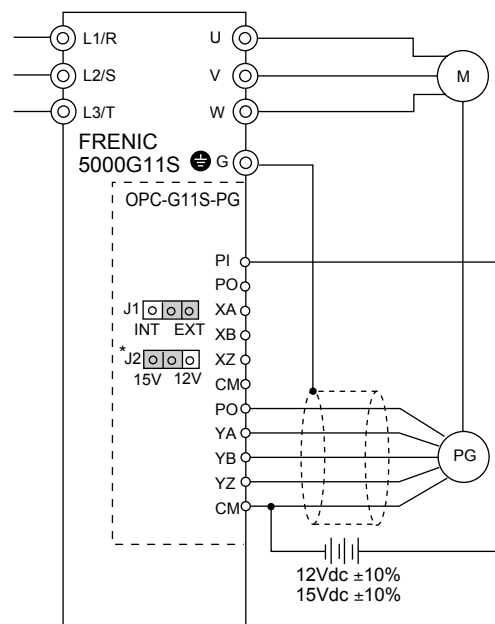 L1/R
U
L2/S
V
M
L3/T
W
FRENIC
5000G11S
G
OPC-G11S-PG
PI
PO
J1
XA
INT EXT
XB
*J2
XZ
15V 12V
CM
PO
YA
YB
PG
YZ
CM
12Vdc ±10%
15Vdc ±10%